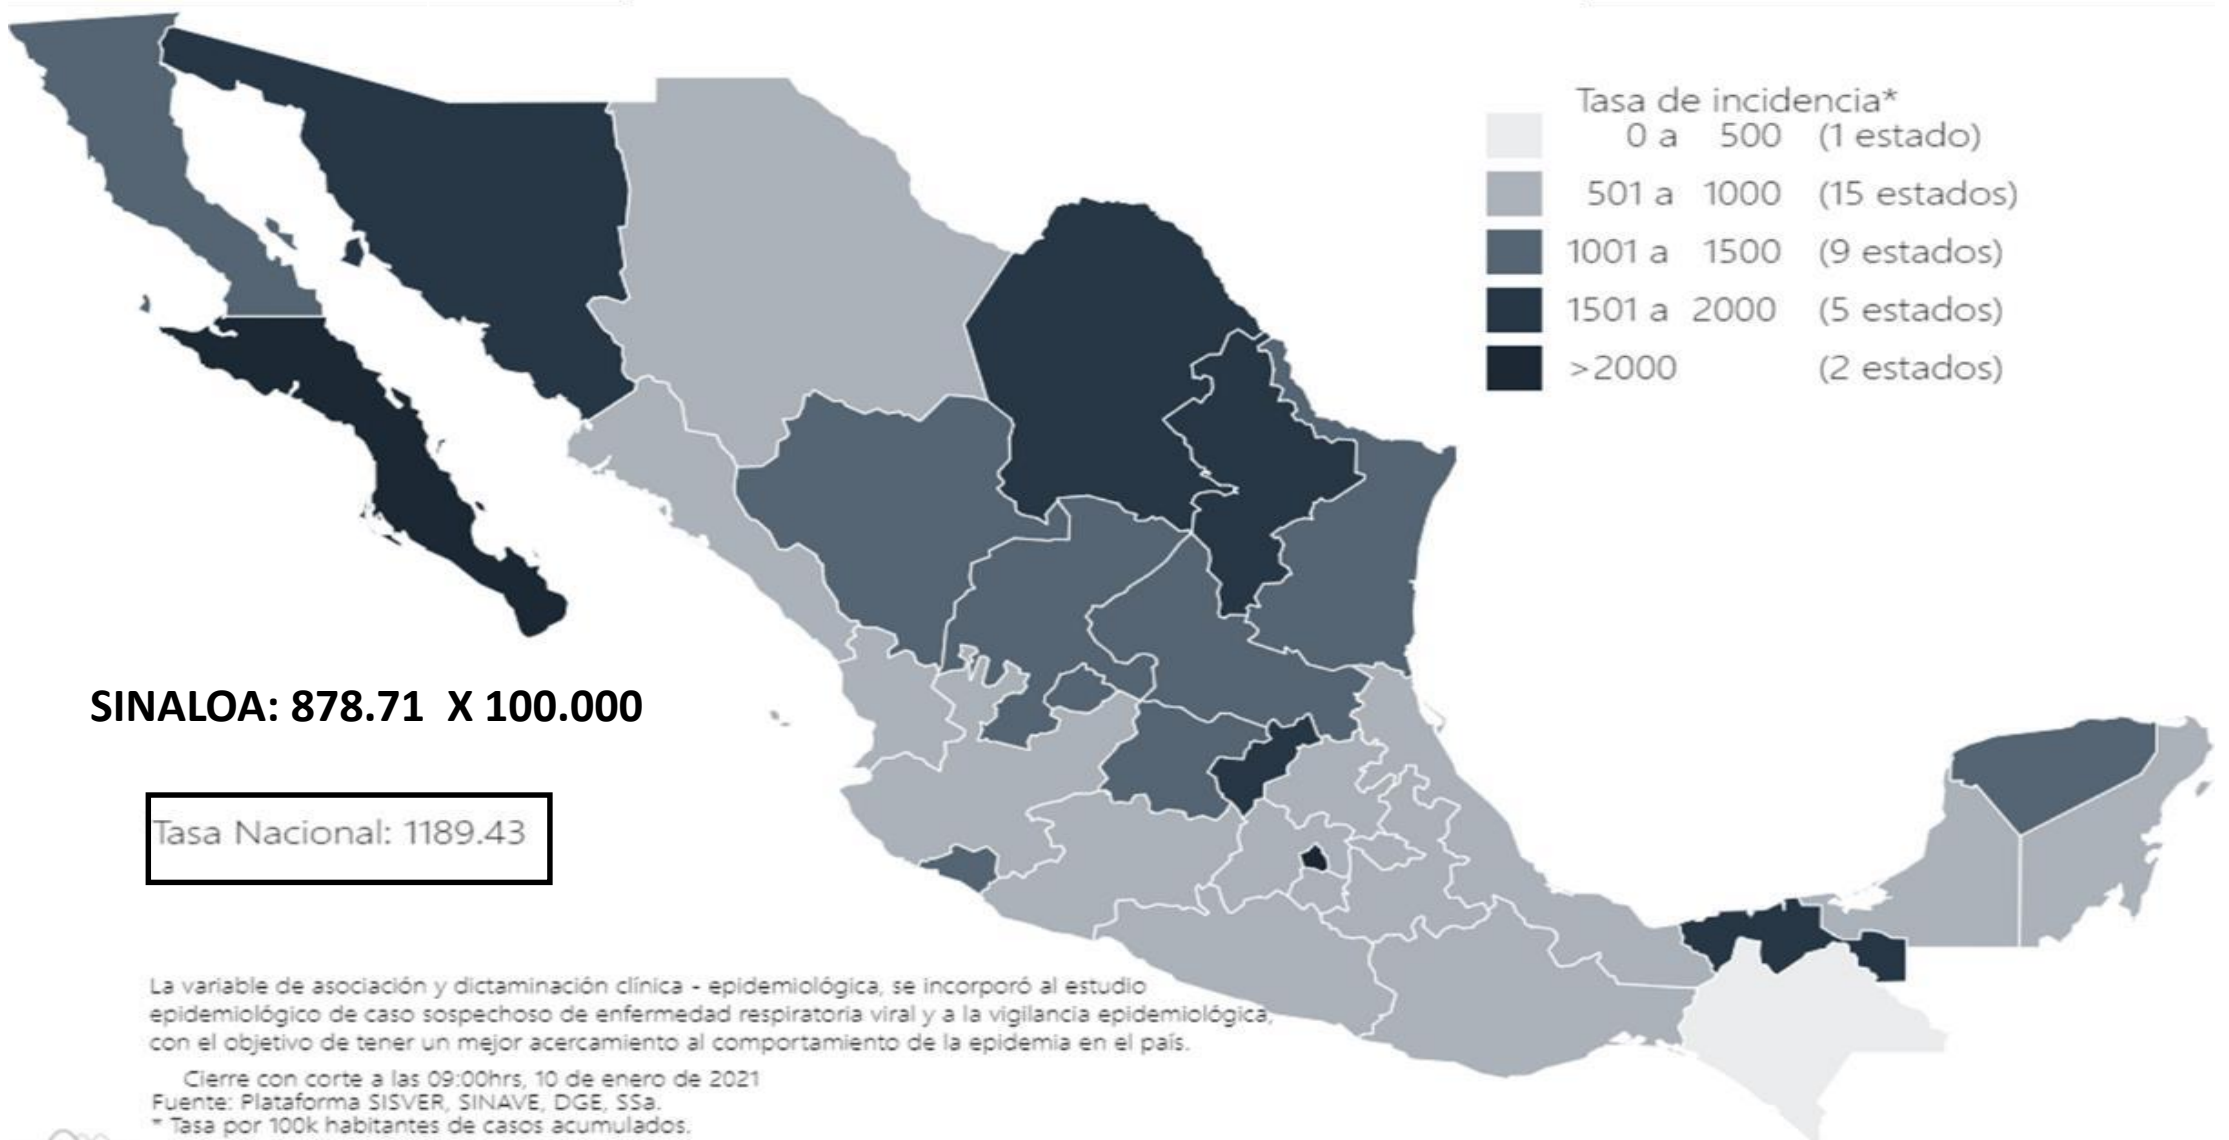 Tasa de incidencia*
0 a 500 (1 estado)
501 a 1000 (15 estados)
1001 a 1500 (9 estados)
1501 a 2000 (5 estados)
>2000 (2 estados)
SINALOA: 878.71 X 100.000
Tasa Nacional: 1189.43
La variable de asociación y dictaminación clínica - epidemiológica, se incorporó al estudio
epidemiológico de caso sospechoso de enfermedad respiratoria viral y a la vigilancia epidemiológica,
con el objetivo de tener un mejor acercamiento al comportamiento de la epidemia en el país.
Cierre con corte a las 09:00hrs, 10 de enero de 2021
Fuente: Plataforma SISVER, SINAVE, DGE, SSa.
* Tasa por 100k habitantes de casos acumulados.